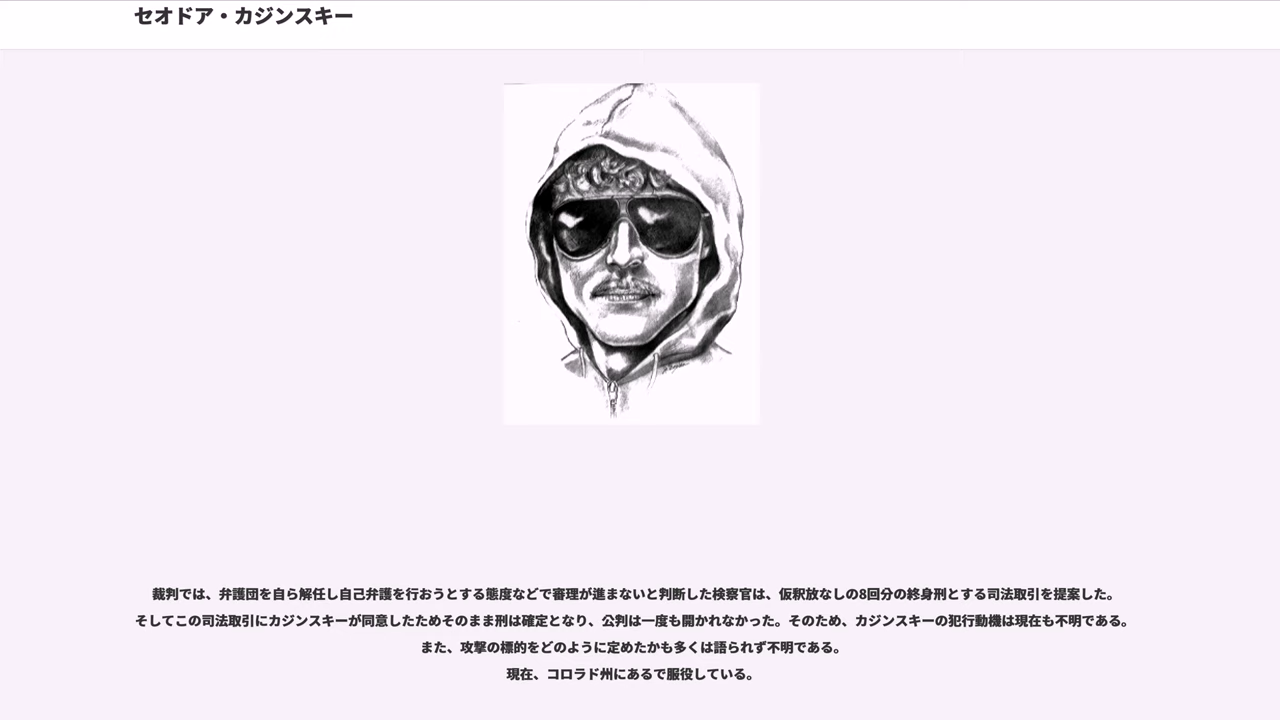 セオドア・カジンスキー
裁判では、弁護団を自ら解任し自己弁護を行おうとする態度などで審理が進まないと判断した検察官は、仮釈放なしの8回分の終身刑とする司法取引を提案した。
そしてこの司法取引にカジンスキーが同意したためそのまま刑は確定となり、公判は一度も開かれなかった。そのため、カジンスキーの犯行動機は現在も不明である。
また、攻撃の標的をどのように定めたかも多くは語られず不明である。
現在、コロラド州にあるで服役している。